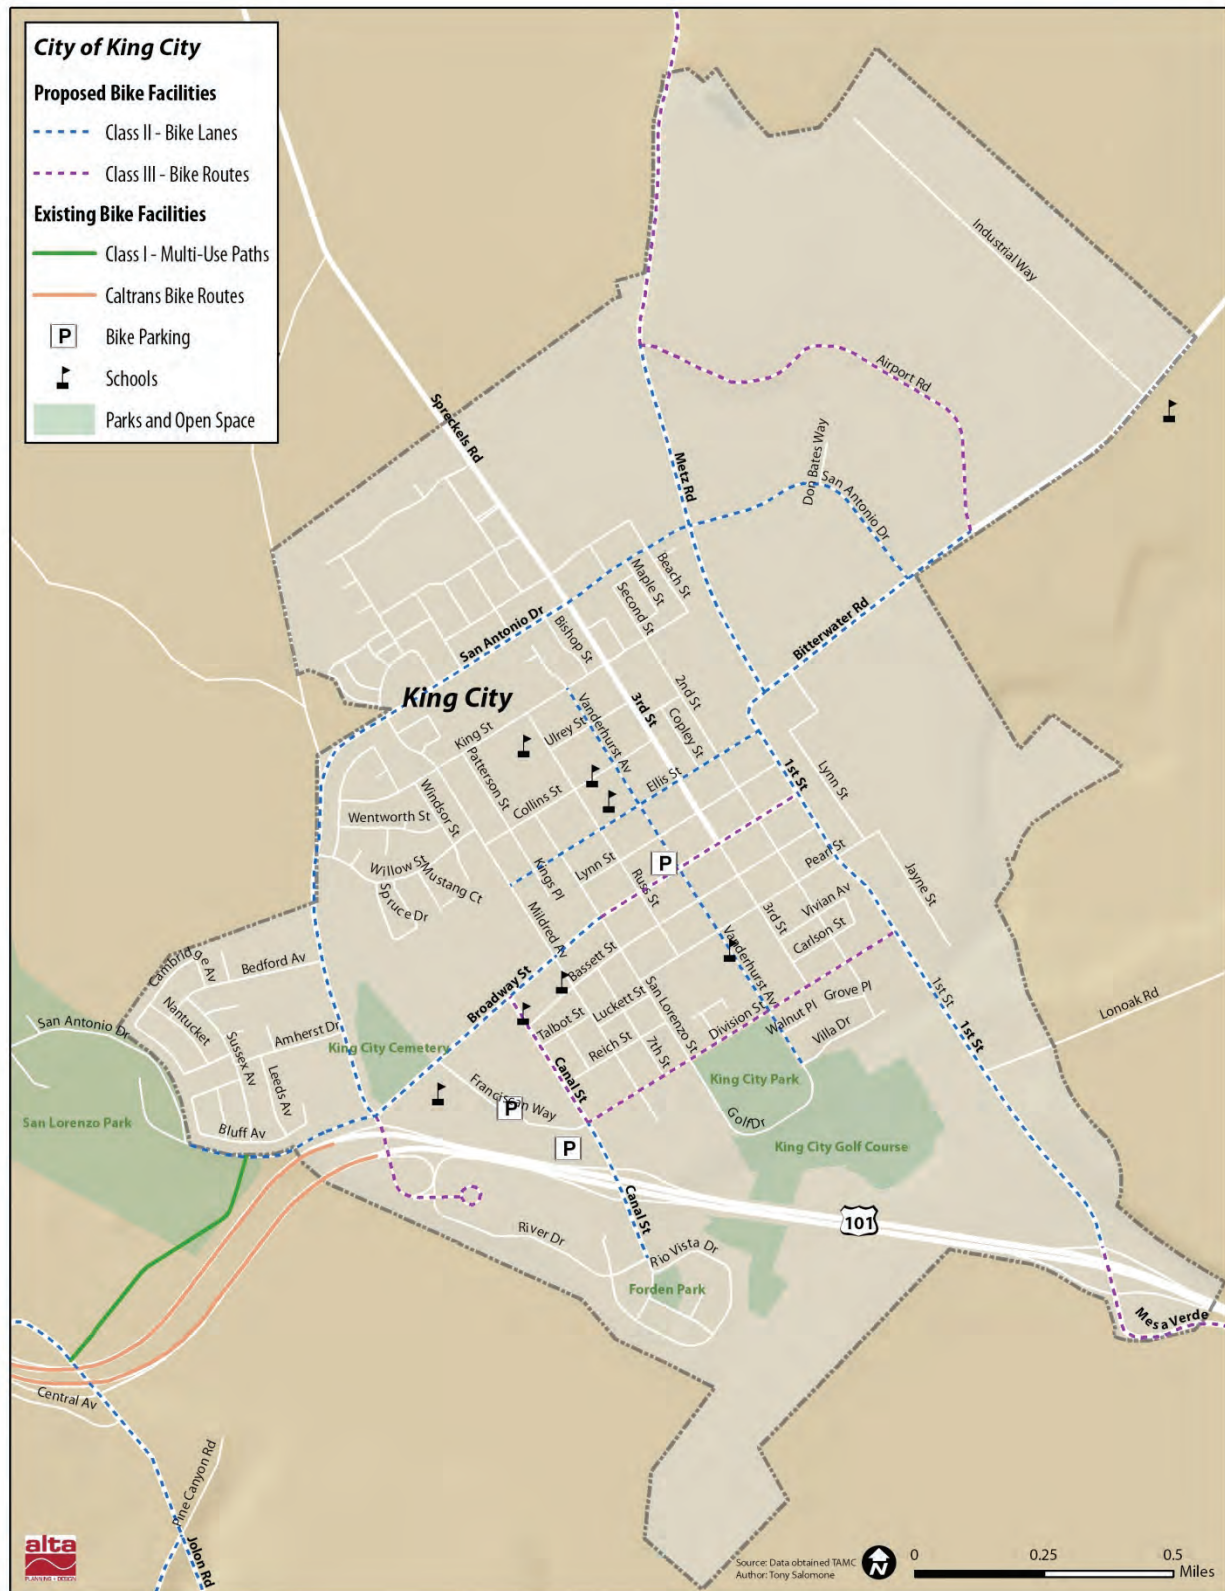 City of King City
Proposed Bike Facilities
Class II - Bike Lanes
Class III - Bike Routes
Existing Bike Facilities
Class I - Multi-Use Paths
Caltrans Bike Routes
P
Bike Parking
Schools
Parks and Open Space
Industrial Way
Airport Rd
Spreckels Rd
Metz Rd
Don Bates Way
San Antonio Dr
Beach St
Maple St
Second St
San Antonio Dr
Bishop St
Bitterwater Rd
King City
2nd St
3rd St
Vanderhurst Av
Copley St
King St
Ulrey St
Patterson St
Ellis St
1st St
Lynn St
Windsor St
Collins St
Wentworth St
Willow St
Mustang Ct
Kings Pl
Lynn St
P
Pearl St
Jayne St
Spruce Dr
Russ St
Vivian Av
3rd St
Carlson St
Mildred Av
Vanderhurst Av
Bassett St
Bedford Av
Cambridge Av
Broadway St
San Lorenzo St
Grove Pl
1st St
Lonoak Rd
Nantucket
Luckett St
Talbot St
Division St
Walnut Pl
Villa Dr
San Antonio Dr
Amherst Dr
Sussex Av
King City Cemetery
Reich St
7th St
1st St
Leeds Av
Canal St
Franciscan Way
King City Park
P
Golf Dr
San Lorenzo Park
Bluff Av
P
King City Golf Course
Canal St
101
River Dr
Rio Vista Dr
Forden Park
Mesa Verde
Central Av
Pine Canyon Rd
Jolon Rd
alta
PLANNING + DESIGN
Source: Data obtained TAMC
Author: Tony Salomone
N
0 0.25 0.5
Miles